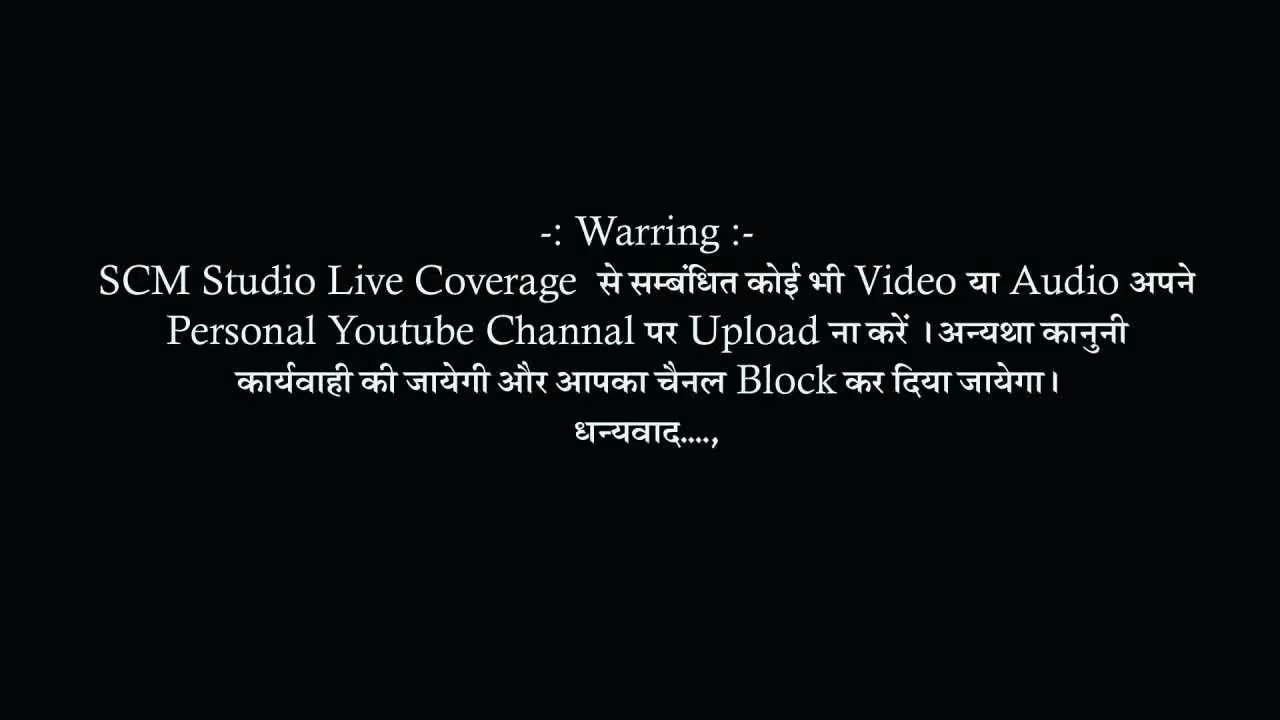 -: Warring :-
SCM Studio Live Coverage से सम्बंधित कोई भी Video या Audio अपने
Personal Youtube Channal पर Upload ना करें । अन्यथा कानुनी
कार्यवाही की जायेगी और आपका चैनल Block कर दिया जायेगा।
धन्यवाद....,